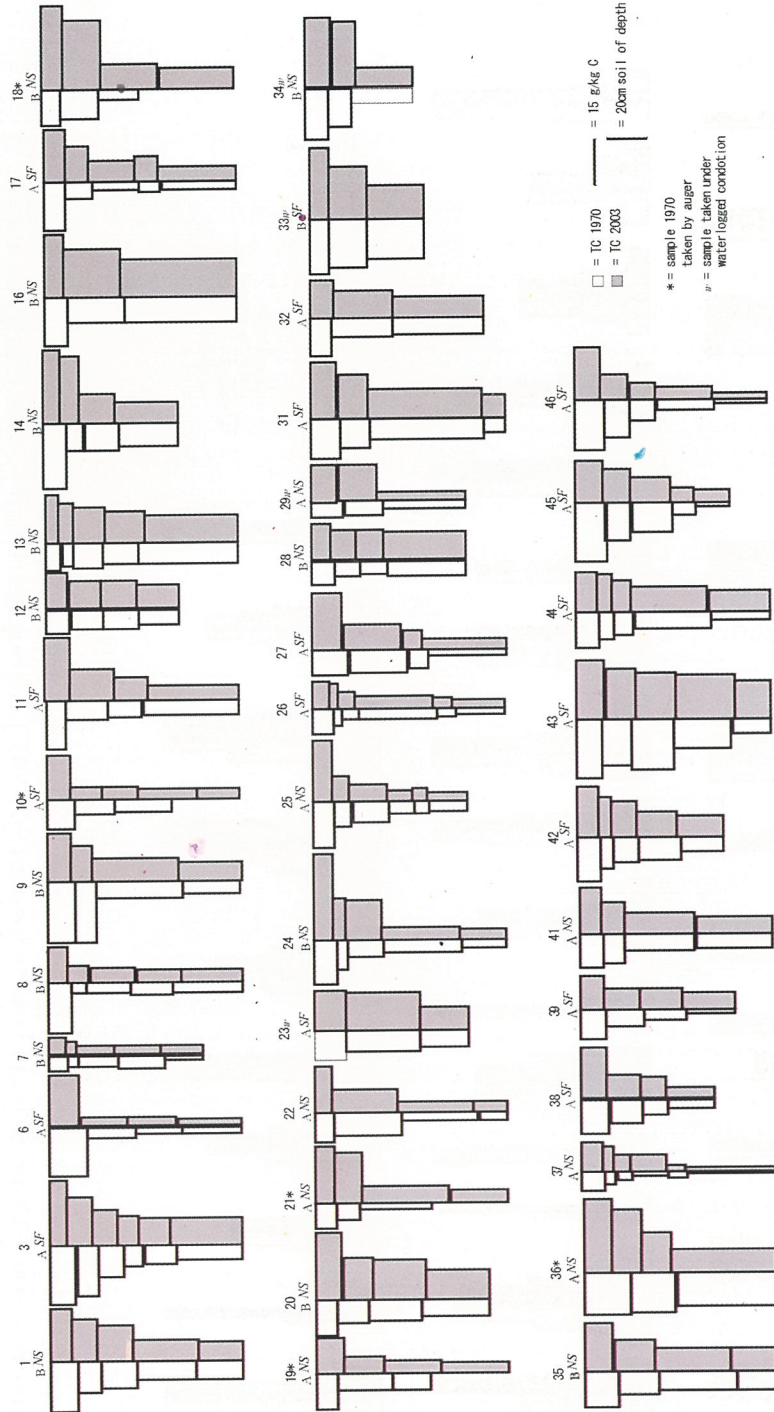 1
B NS
3
A SF
6
A SF
7
B NS
8
B NS
9
B NS
10*
A SF
11
A SF
12
B NS
13
B NS
14
B NS
16
B NS
17
A SF
18*
B NS
19*
A NS
20
B NS
21*
A NS
22
A NS
23w
A SF
24
B NS
25
A NS
26
A SF
27
A SF
28
B NS
29w
A NS
31
A SF
32
A SF
33w
B SF
34w
B NS
35
B NS
36*
A NS
37
A NS
38
A SF
39
A SF
41
A NS
42
A SF
43
A SF
44
A SF
45
A SF
46
A SF
= TC 1970
= 15 g/kg C
= TC 2003
= 20cm soil of depth
* = sample 1970
taken by auger
w = sample taken under
waterlogged condotion